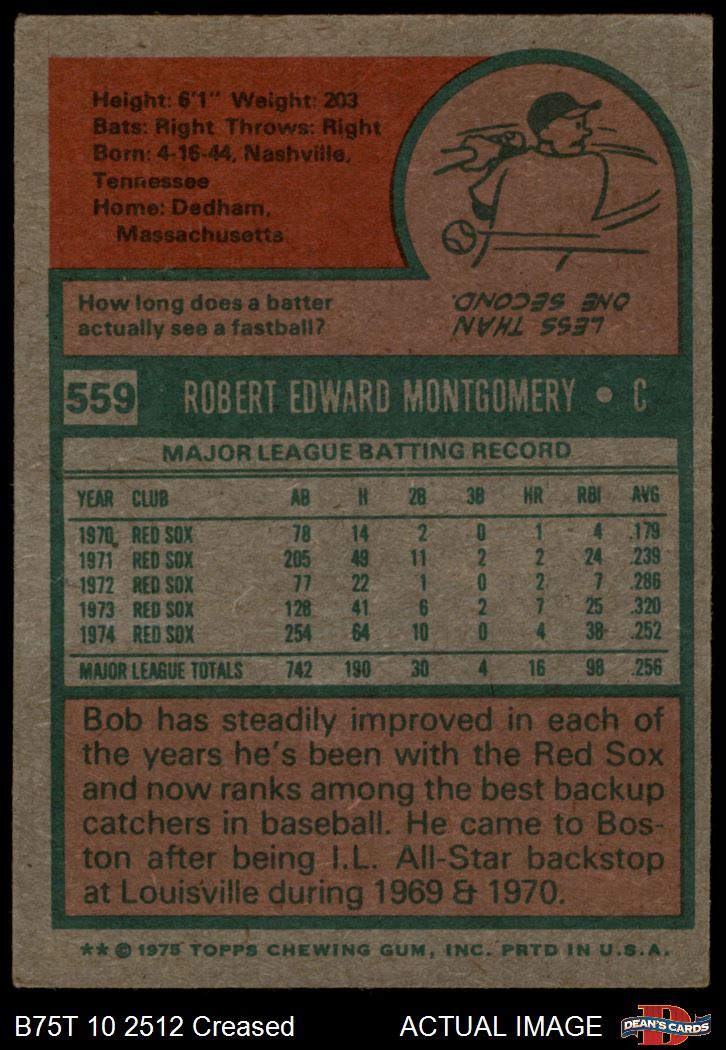 Height: 6'1" Weight: 203
Bats: Right Throws: Right
Born: 4-16-44, Nashville,
Tennessee
Home: Dedham,
Massachusetts
How long does a batter
actually see a fastball?
LESS THAN
ONE SECOND.
559 ROBERT EDWARD MONTGOMERY • C
MAJOR LEAGUE BATTING RECORD
YEAR CLUB AB H 2B 3B HR RBI AVG
1970 RED SOX 78 14 2 0 1 4 .179
1971 RED SOX 205 49 11 2 2 24 .239
1972 RED SOX 77 22 1 0 2 7 .286
1973 RED SOX 128 41 6 2 7 25 .320
1974 RED SOX 254 64 10 0 4 38 .252
MAJOR LEAGUE TOTALS 742 190 30 4 16 98 .256
Bob has steadily improved in each of
the years he's been with the Red Sox
and now ranks among the best backup
catchers in baseball. He came to Bos-
ton after being I.L. All-Star backstop
at Louisville during 1969 & 1970.
** © 1975 TOPPS CHEWING GUM, INC. PRTD IN U.S.A.
B75T 10 2512 Creased ACTUAL IMAGE
D
DEAN'S CARDS